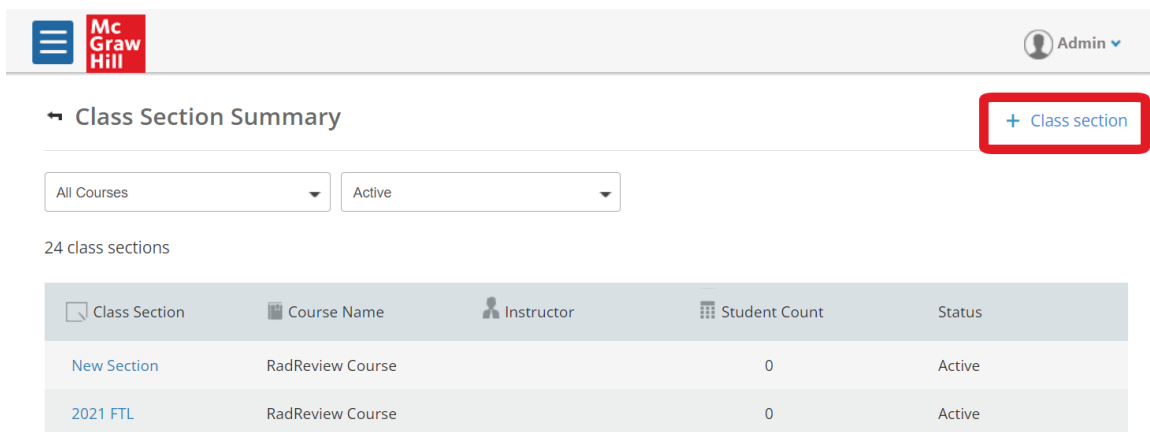 Mc
Graw
Hill
Admin
Class Section Summary
+ Class section
All Courses
Active
24 class sections
Class Section Course Name Instructor Student Count Status
New Section RadReview Course 0 Active
2021 FTL RadReview Course 0 Active